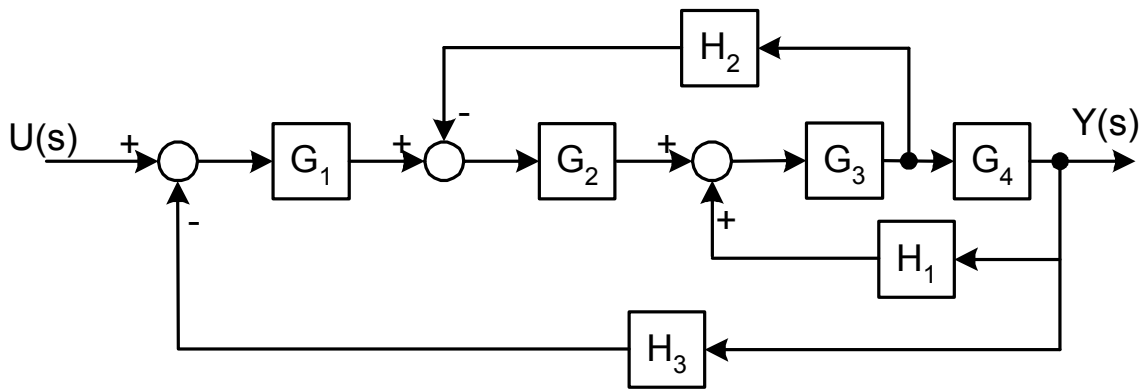 H₂
-
U(s)
+
G₁
+
G₂
+
G₃
G₄
Y(s)
-
+
H₁
H₃